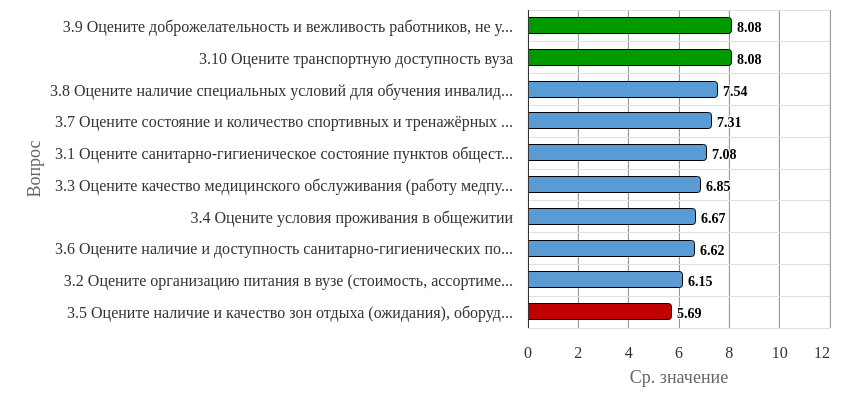 3.9 Оцените доброжелательность и вежливость работников, не у... 8.08
3.10 Оцените транспортную доступность вуза 8.08
3.8 Оцените наличие специальных условий для обучения инвалид... 7.54
3.7 Оцените состояние и количество спортивных и тренажёрных ... 7.31
3.1 Оцените санитарно-гигиеническое состояние пунктов общест... 7.08
3.3 Оцените качество медицинского обслуживания (работу медпу... 6.85
3.4 Оцените условия проживания в общежитии 6.67
3.6 Оцените наличие и доступность санитарно-гигиенических по... 6.62
3.2 Оцените организацию питания в вузе (стоимость, ассортиме... 6.15
3.5 Оцените наличие и качество зон отдыха (ожидания), оборуд... 5.69
Вопрос
0 2 4 6 8 10 12
Ср. значение